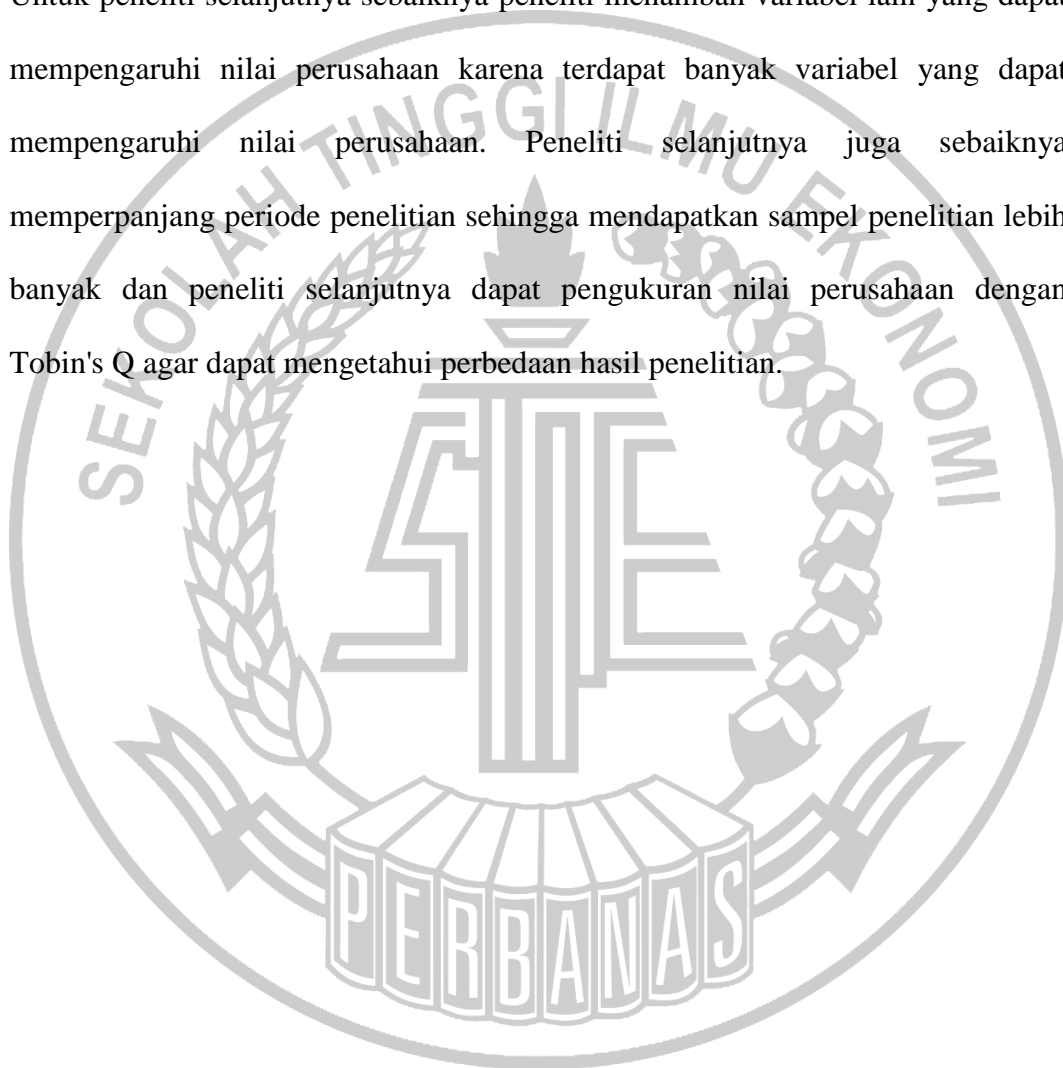 Untuk peneliti selanjutnya sebaiknya peneliti menambah variabel lain yang dapat
mempengaruhi nilai perusahaan karena terdapat banyak variabel yang dapat
mempengaruhi nilai perusahaan. Peneliti selanjutnya juga sebaiknya
memperpanjang periode penelitian sehingga mendapatkan sampel penelitian lebih
banyak dan peneliti selanjutnya dapat pengukuran nilai perusahaan dengan
Tobin's Q agar dapat mengetahui perbedaan hasil penelitian.
SEKOLAH TINGGI ILMU EKONOMI
STIE
PERBANAS